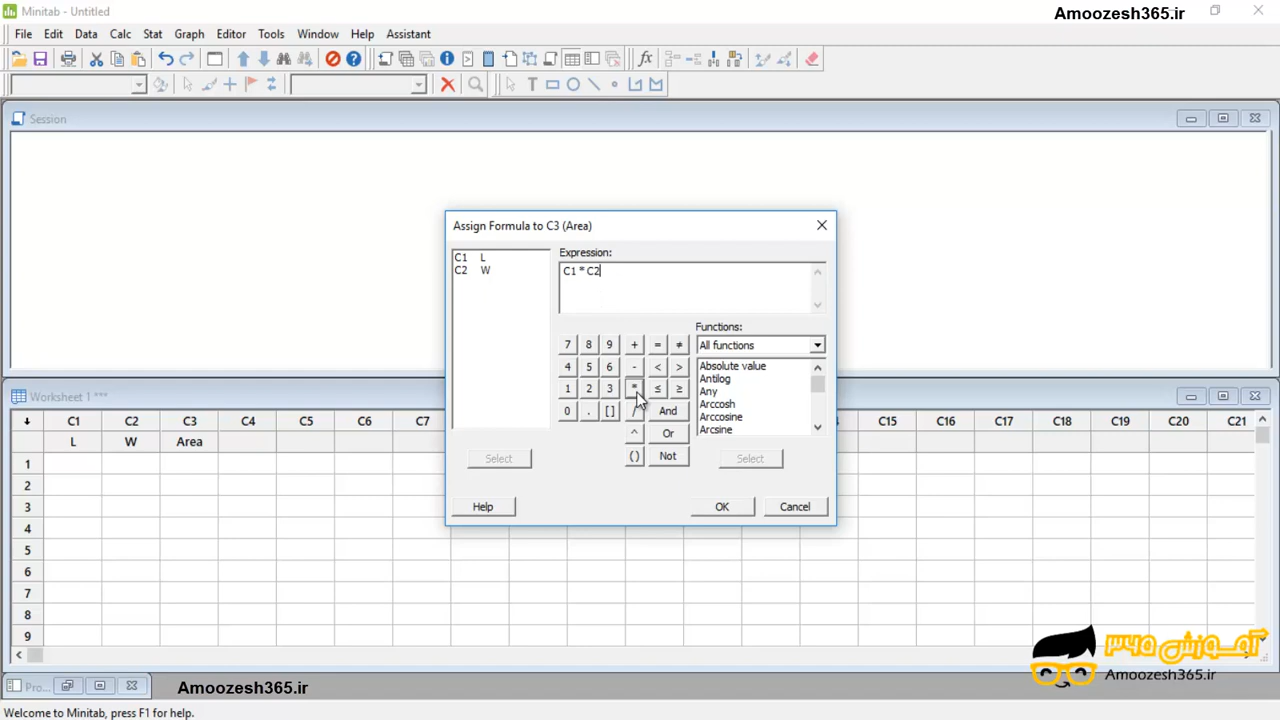 Minitab - Untitled
Amoozesh365.ir
File Edit Data Calc Stat Graph Editor Tools Window Help Assistant
Session
Assign Formula to C3 (Area)
C1 L
C2 W
Expression:
C1 * C2
Functions:
All functions
7 8 9 + = ≠
4 5 6 - < >
1 2 3 * ≤ ≥
0 . [ ] / And
^ Or
( ) Not
Absolute value
Antilog
Any
Arccosh
Arccosine
Arcsine
Select
Select
Help
OK
Cancel
Worksheet 1 ***
C1 C2 C3 C4 C5 C6 C7 C15 C16 C17 C18 C19 C20 C21
L W Area
1
2
3
4
5
6
7
8
9
آموزش ۳۶۵
Amoozesh365.ir
Pro...
Amoozesh365.ir
Welcome to Minitab, press F1 for help.